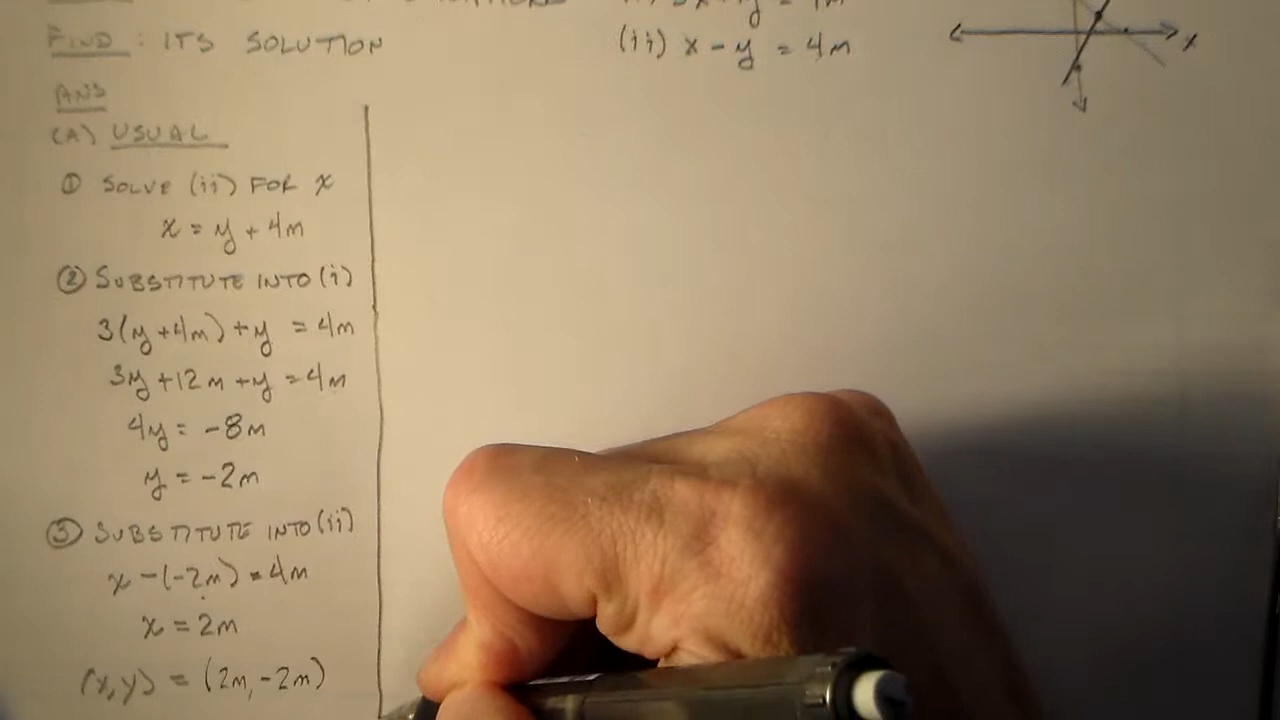 FIND: ITS SOLUTION
(ii) x - y = 4m
x
ANS
(A) USUAL
① SOLVE (ii) FOR x
x = y + 4m
② SUBSTITUTE INTO (i)
3(y + 4m) + y = 4m
3y + 12m + y = 4m
4y = -8m
y = -2m
③ SUBSTITUTE INTO (ii)
x - (-2m) = 4m
x = 2m
(x, y) = (2m, -2m)